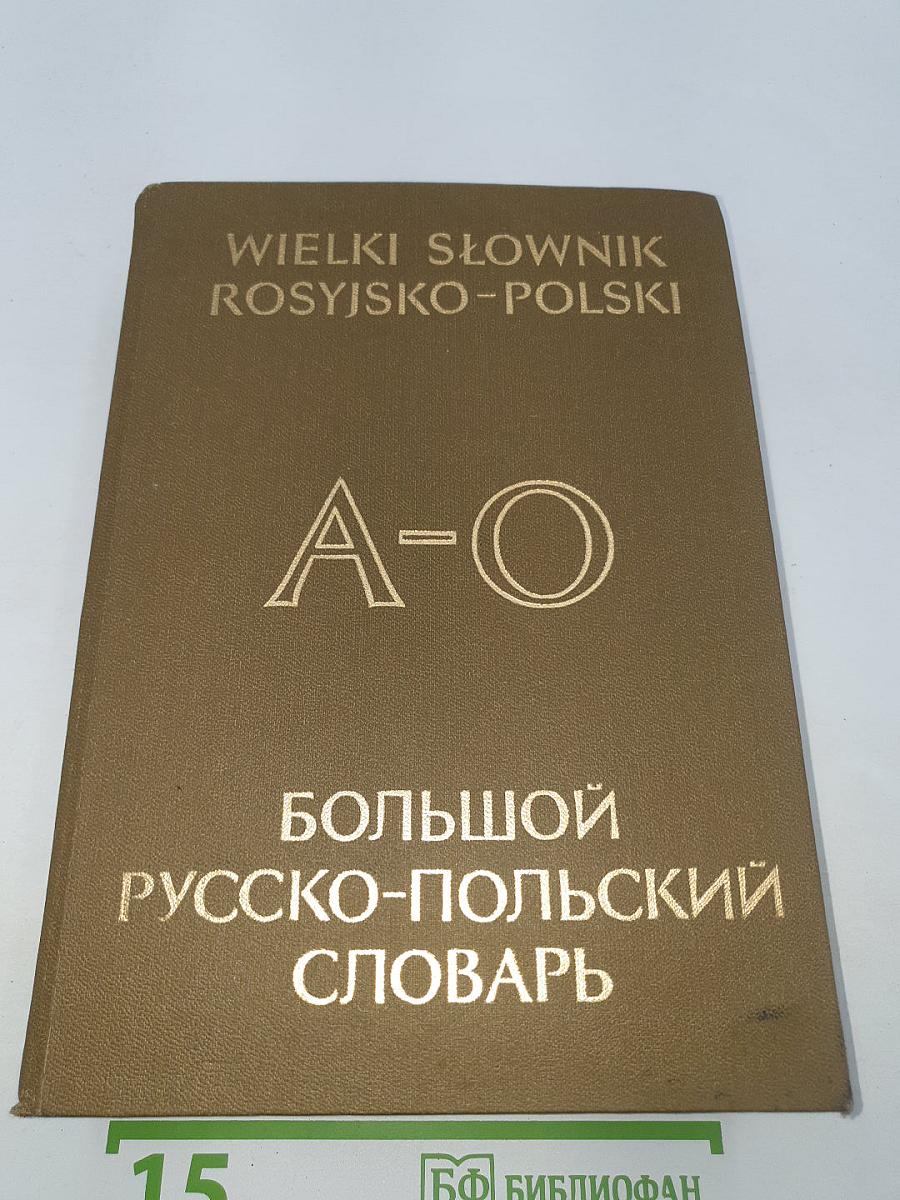 WIELKI SŁOWNIK
ROSYJSKO-POLSKI
A-O
БОЛЬШОЙ
РУССКО-ПОЛЬСКИЙ
СЛОВАРЬ
15
БФ БИБЛИОФАН